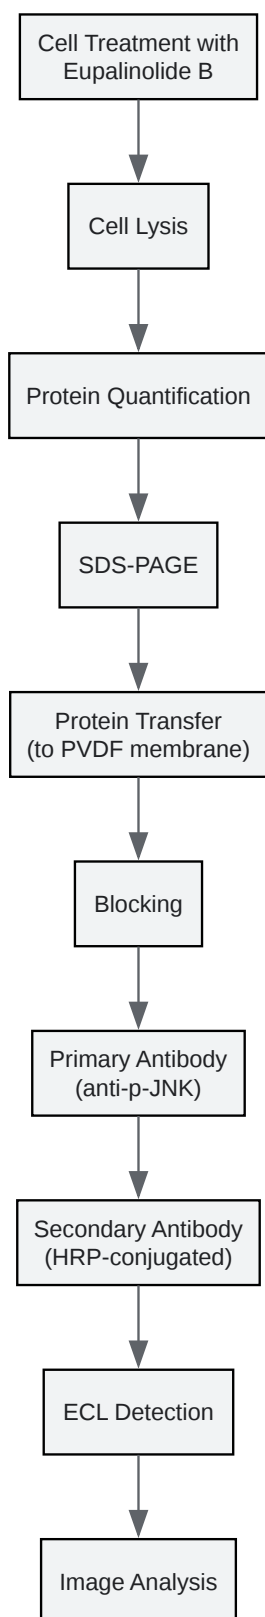 Cell Treatment with
Eupalinolide B
Cell Lysis
Protein Quantification
SDS-PAGE
Protein Transfer
(to PVDF membrane)
Blocking
Primary Antibody
(anti-p-JNK)
Secondary Antibody
(HRP-conjugated)
ECL Detection
Image Analysis